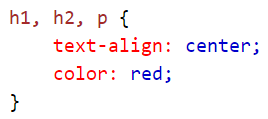 h1, h2, p {
    text-align: center;
    color: red;
}